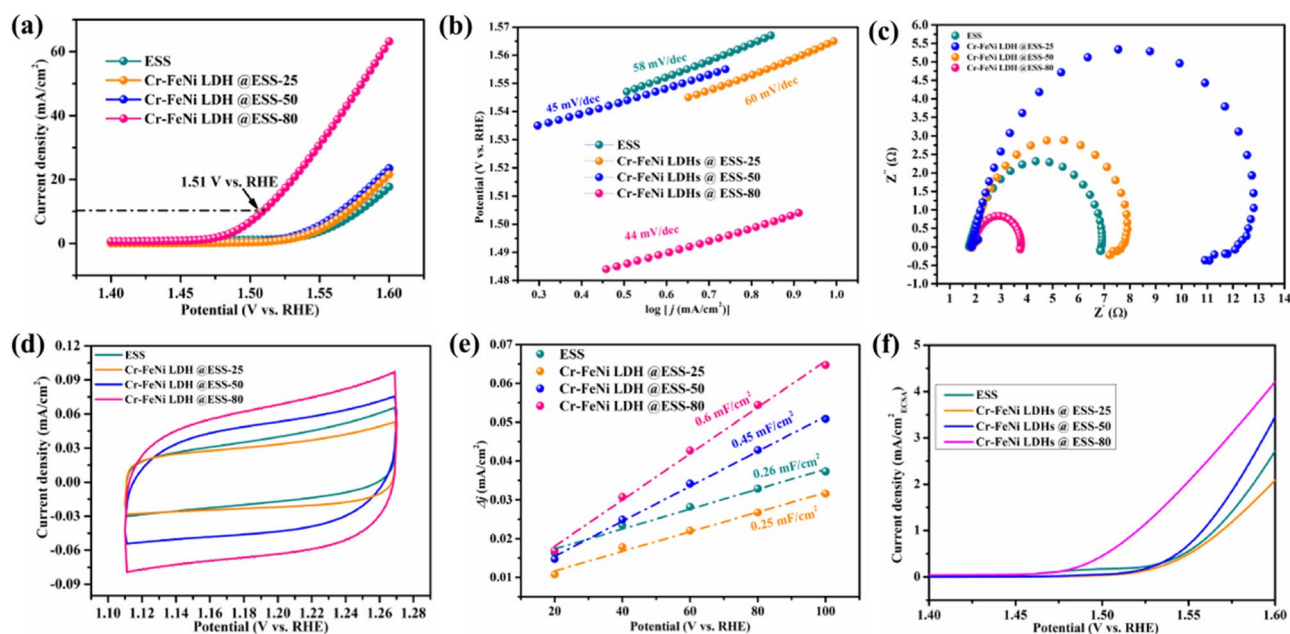 (a)
Current density (mA/cm²)
60
40
20
0
ESS
Cr-FeNi LDH @ESS-25
Cr-FeNi LDH @ESS-50
Cr-FeNi LDH @ESS-80
1.51 V vs. RHE
1.40 1.45 1.50 1.55 1.60
Potential (V vs. RHE)
(b)
Potential (V vs. RHE)
1.57
1.56
1.55
1.54
1.53
1.52
1.51
1.50
1.49
1.48
58 mV/dec
45 mV/dec
60 mV/dec
ESS
Cr-FeNi LDHs @ ESS-25
Cr-FeNi LDHs @ ESS-50
Cr-FeNi LDHs @ ESS-80
44 mV/dec
0.3 0.4 0.5 0.6 0.7 0.8 0.9 1.0
log [j (mA/cm²)]
(c)
Z'' (Ω)
6.0
5.5
5.0
4.5
4.0
3.5
3.0
2.5
2.0
1.5
1.0
0.5
0.0
-0.5
-1.0
ESS
Cr-FeNi LDH @ESS-25
Cr-FeNi LDH @ESS-50
Cr-FeNi LDH @ESS-80
1 2 3 4 5 6 7 8 9 10 11 12 13 14
Z' (Ω)
(d)
Current density (mA/cm²)
0.12
0.09
0.06
0.03
0.00
-0.03
-0.06
-0.09
ESS
Cr-FeNi LDH @ESS-25
Cr-FeNi LDH @ESS-50
Cr-FeNi LDH @ESS-80
1.10 1.12 1.14 1.16 1.18 1.20 1.22 1.24 1.26 1.28
Potential (V vs. RHE)
(e)
Δj (mA/cm²)
0.07
0.06
0.05
0.04
0.03
0.02
0.01
0.00
ESS
Cr-FeNi LDH @ESS-25
Cr-FeNi LDH @ESS-50
Cr-FeNi LDH @ESS-80
0.6 mF/cm²
0.45 mF/cm²
0.26 mF/cm²
0.25 mF/cm²
20 40 60 80 100
Potential (V vs. RHE)
(f)
Current density (mA/cm²ECSA)
5
4
3
2
1
0
ESS
Cr-FeNi LDHs @ ESS-25
Cr-FeNi LDHs @ ESS-50
Cr-FeNi LDHs @ ESS-80
1.40 1.45 1.50 1.55 1.60
Potential (V vs. RHE)